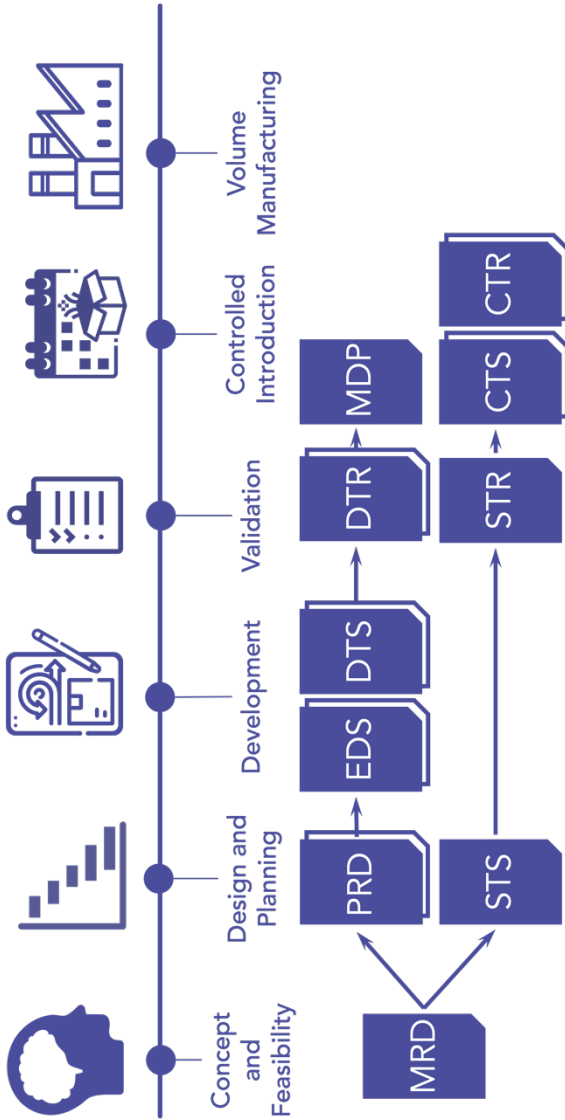 Concept
and
Feasibility
Design and
Planning
Development
Validation
Controlled
Introduction
Volume
Manufacturing
MRD
PRD
EDS
DTS
DTR
MDP
STS
STR
CTS
CTR